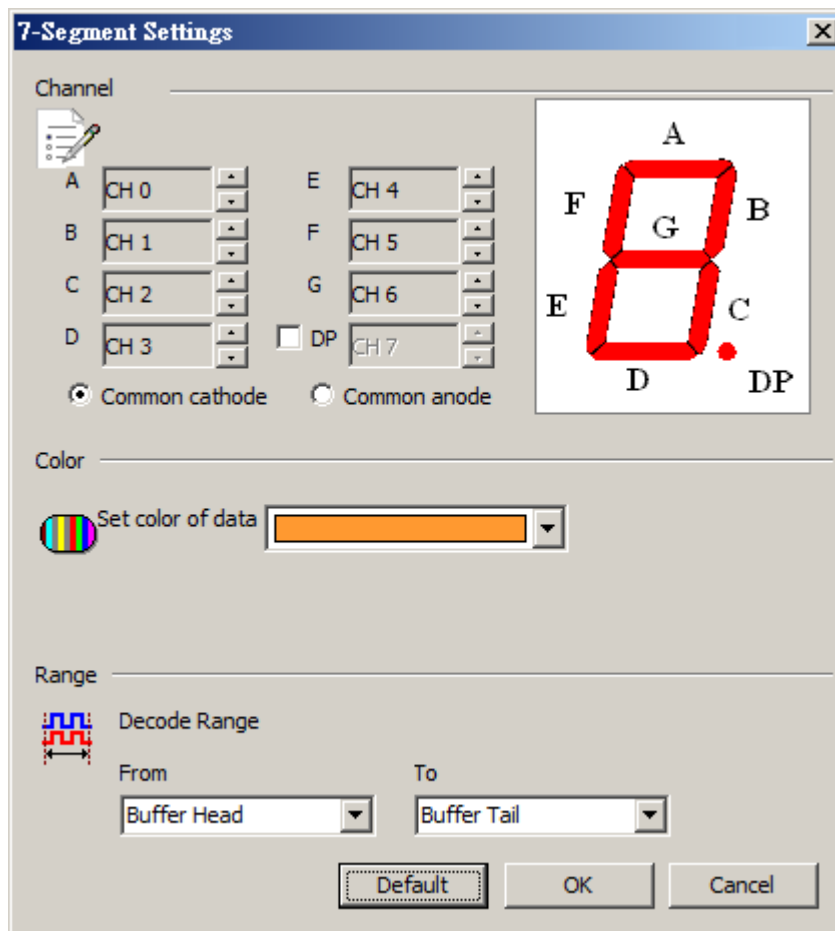 7-Segment Settings
Channel
A CH 0 E CH 4
B CH 1 F CH 5
C CH 2 G CH 6
D CH 3 DP CH 7
Common cathode Common anode
A
F B
G
E C
D DP
Color
Set color of data
Range
Decode Range
From To
Buffer Head Buffer Tail
Default OK Cancel